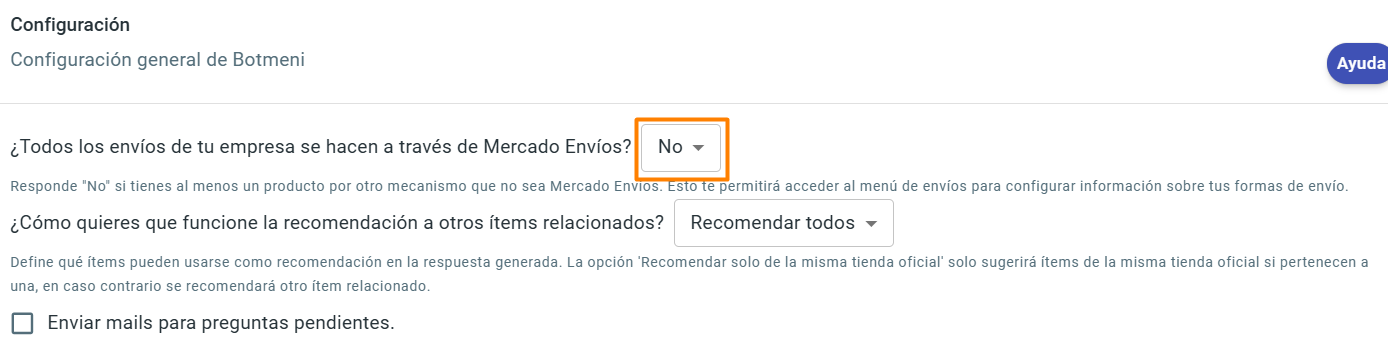 Configuración
Configuración general de Botmeni
Ayuda
¿Todos los envíos de tu empresa se hacen a través de Mercado Envíos? No
Responde "No" si tienes al menos un producto por otro mecanismo que no sea Mercado Envíos. Esto te permitirá acceder al menú de envíos para configurar información sobre tus formas de envío.
¿Cómo quieres que funcione la recomendación a otros ítems relacionados? Recomendar todos
Define qué ítems pueden usarse como recomendación en la respuesta generada. La opción 'Recomendar solo de la misma tienda oficial' solo sugerirá ítems de la misma tienda oficial si pertenecen a
una, en caso contrario se recomendará otro ítem relacionado.
Enviar mails para preguntas pendientes.